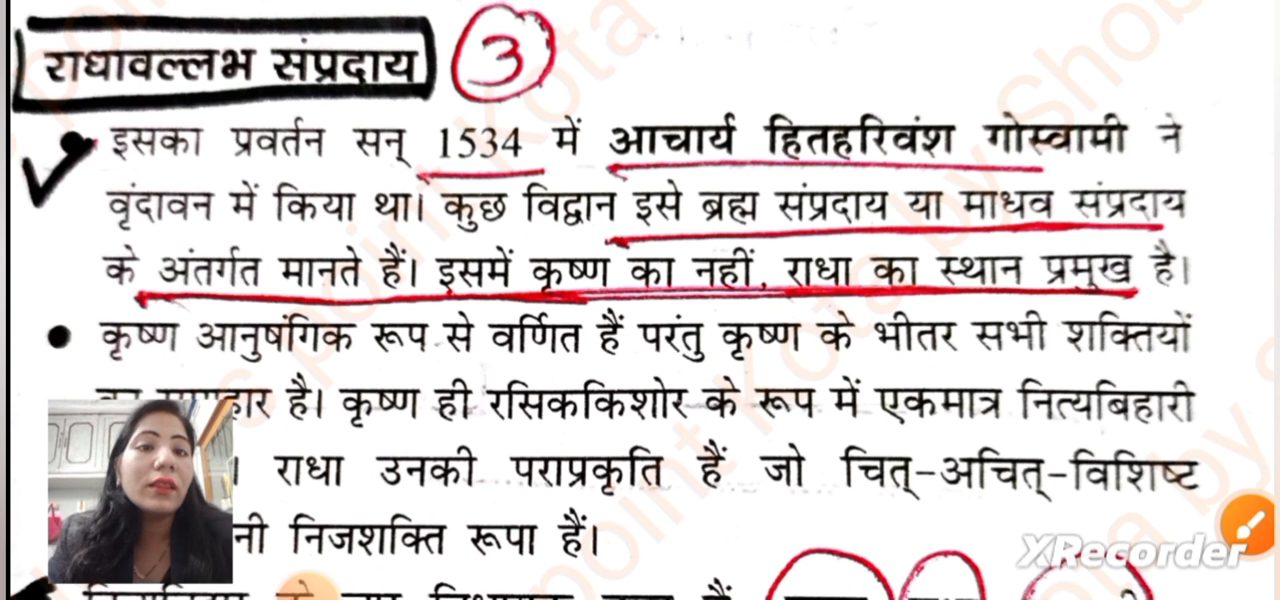 राधावल्लभ संप्रदाय 3
इसका प्रवर्तन सन् 1534 में आचार्य हितहरिवंश गोस्वामी ने
वृंदावन में किया था। कुछ विद्वान इसे ब्रह्म संप्रदाय या माधव संप्रदाय
के अंतर्गत मानते हैं। इसमें कृष्ण का नहीं, राधा का स्थान प्रमुख है।
कृष्ण आनुषंगिक रूप से वर्णित हैं परंतु कृष्ण के भीतर सभी शक्तियों
है। कृष्ण ही रसिककिशोर के रूप में एकमात्र नित्यबिहारी
राधा उनकी पराप्रकृति हैं जो चित्-अचित्-विशिष्ट
निजशक्ति रूपा हैं।
XRecorder